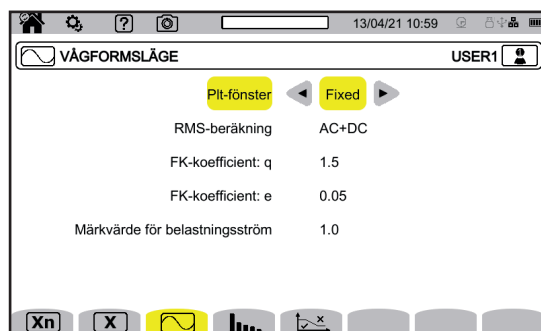 ? 13/04/21 10:59
VÅGFORMSLÄGE USER1
Plt-fönster Fixed
RMS-beräkning AC+DC
FK-koefficient: q 1.5
FK-koefficient: e 0.05
Märkvärde för belastningsström 1.0
Xn X